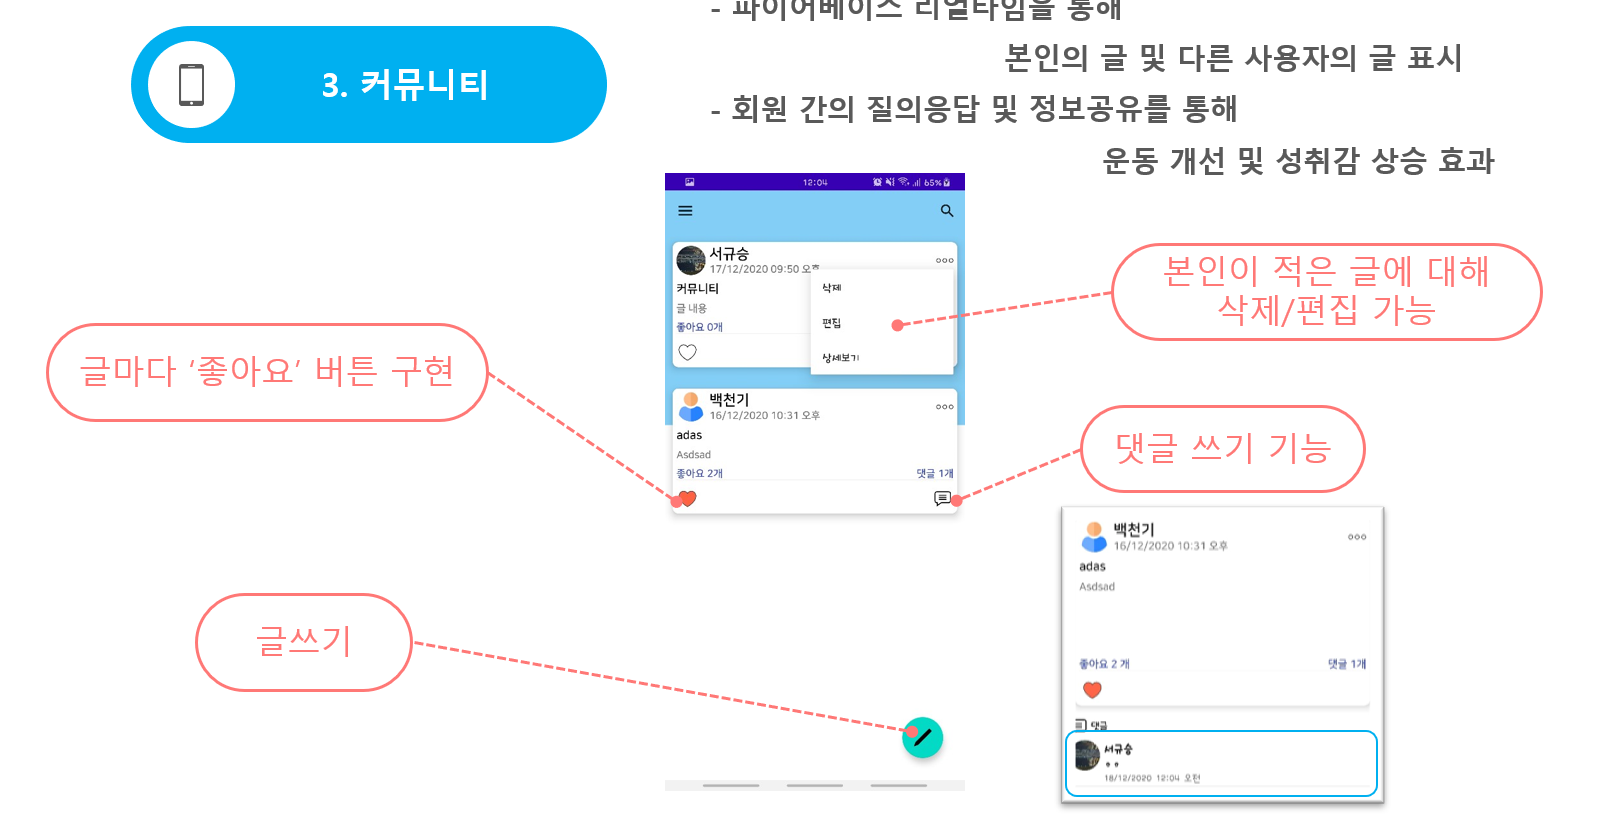 - 파이어베이스 리얼타임을 통해
본인의 글 및 다른 사용자의 글 표시
3. 커뮤니티
- 회원 간의 질의응답 및 정보공유를 통해
운동 개선 및 성취감 상승 효과
12:04
65%
서규승
17/12/2020 09:50 오후
커뮤니티
글 내용
좋아요 0개
삭제
편집
상세보기
본인이 적은 글에 대해
삭제/편집 가능
글마다 ‘좋아요’ 버튼 구현
백천기
16/12/2020 10:31 오후
adas
Asdsad
좋아요 2개
댓글 1개
댓글 쓰기 기능
백천기
16/12/2020 10:31 오후
adas
Asdsad
좋아요 2 개
댓글 1개
댓글
서규승
ㅇㅇ
18/12/2020 12:04 오전
글쓰기